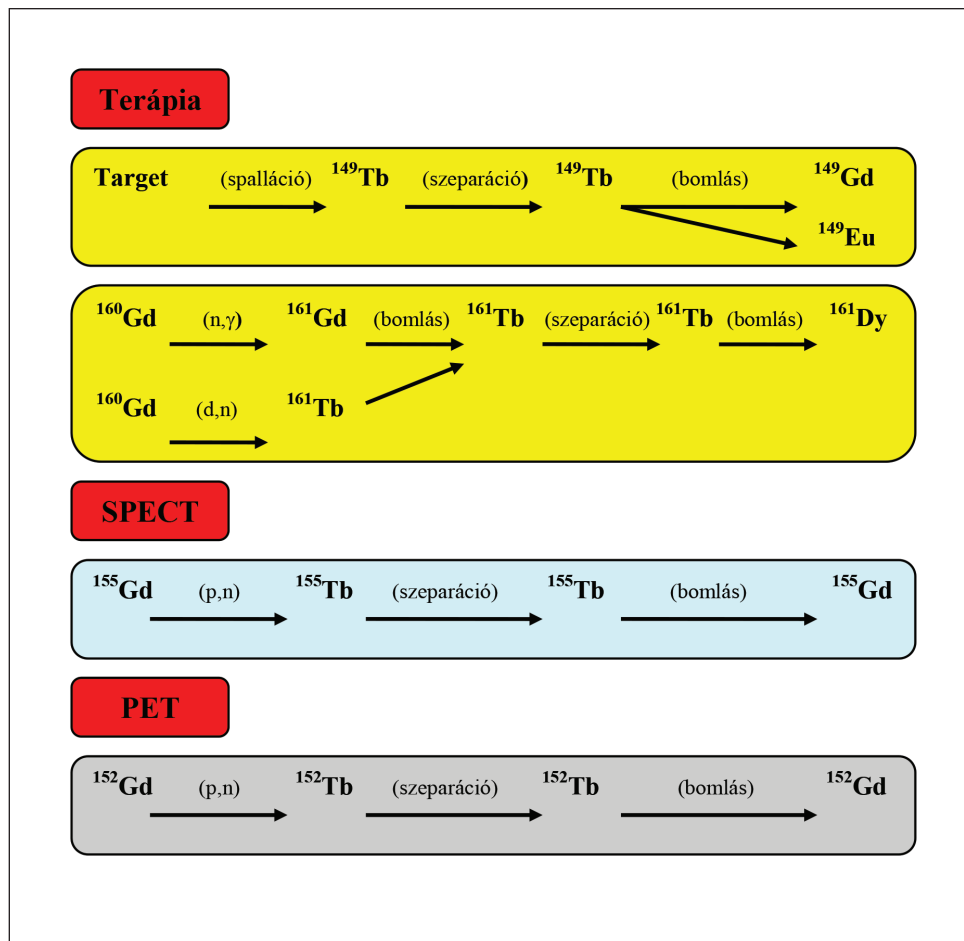 Terápia
Target (spalláció) ¹⁴⁹Tb (szeparáció) ¹⁴⁹Tb (bomlás) ¹⁴⁹Gd
¹⁴⁹Eu
¹⁶⁰Gd (n,γ) ¹⁶¹Gd (bomlás) ¹⁶¹Tb (szeparáció) ¹⁶¹Tb (bomlás) ¹⁶¹Dy
¹⁶⁰Gd (d,n) ¹⁶¹Tb
SPECT
¹⁵⁵Gd (p,n) ¹⁵⁵Tb (szeparáció) ¹⁵⁵Tb (bomlás) ¹⁵⁵Gd
PET
¹⁵²Gd (p,n) ¹⁵²Tb (szeparáció) ¹⁵²Tb (bomlás) ¹⁵²Gd